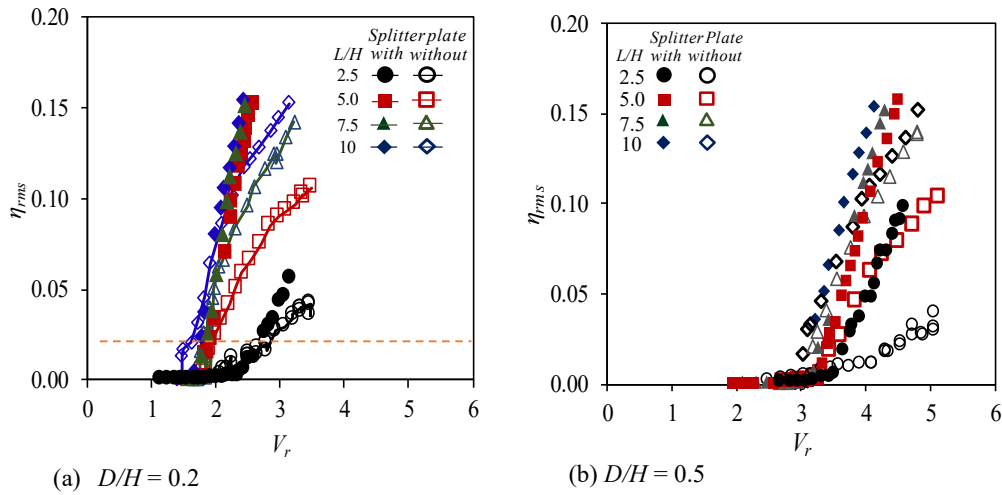 0.20
0.15
0.10
0.05
0.00
η_rms
0 1 2 3 4 5 6
V_r
Splitter plate
L/H with without
2.5
5.0
7.5
10
(a) D/H = 0.2
0.20
0.15
0.10
0.05
0.00
η_rms
0 1 2 3 4 5 6
V_r
Splitter Plate
L/H with without
2.5
5.0
7.5
10
(b) D/H = 0.5